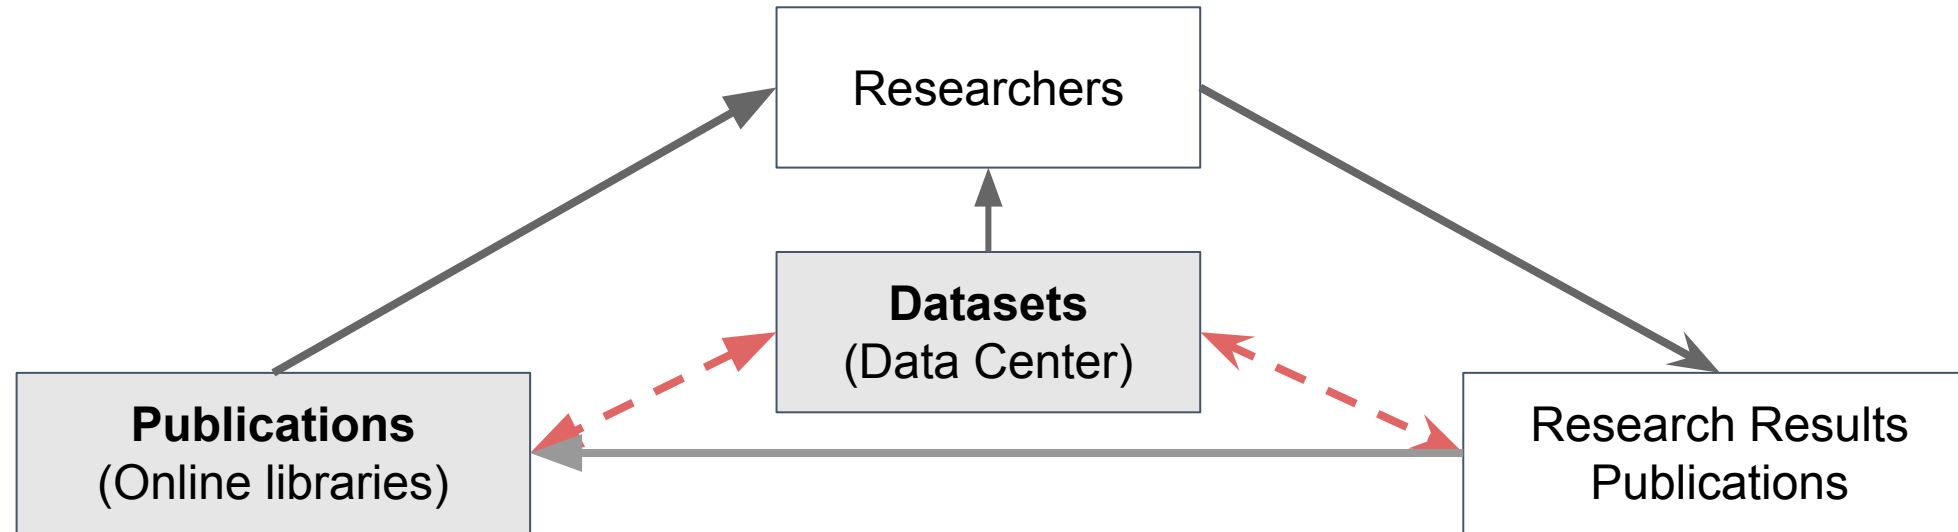 Researchers
Datasets
(Data Center)
Publications
(Online libraries)
Research Results
Publications